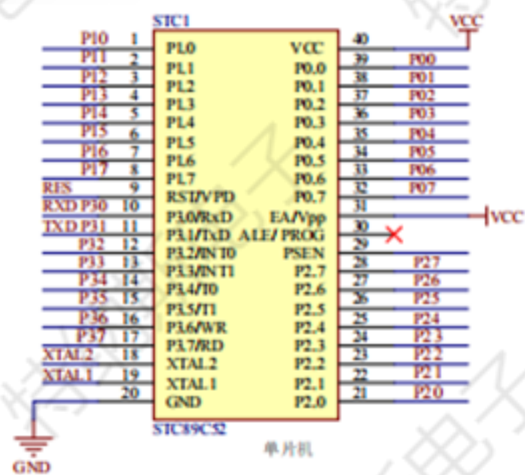 STC1
VCC
P10 1 P1.0 VCC 40
P11 2 P1.1 P0.0 39 P00
P12 3 P1.2 P0.1 38 P01
P13 4 P1.3 P0.2 37 P02
P14 5 P1.4 P0.3 36 P03
P15 6 P1.5 P0.4 35 P04
P16 7 P1.6 P0.5 34 P05
P17 8 P1.7 P0.6 33 P06
RES 9 RST/VPD P0.7 32 P07
RXD P30 10 P3.0/RxD EA/Vpp 31 VCC
TXD P31 11 P3.1/TxD ALE/ PROG 30
P32 12 P3.2/INT0 PSEN 29
P33 13 P3.3/INT1 P2.7 28 P27
P34 14 P3.4/T0 P2.6 27 P26
P35 15 P3.5/T1 P2.5 26 P25
P36 16 P3.6/WR P2.4 25 P24
P37 17 P3.7/RD P2.3 24 P23
XTAL2 18 XTAL2 P2.2 23 P22
XTAL1 19 XTAL1 P2.1 22 P21
20 GND P2.0 21 P20
STC89C52
单片机
GND